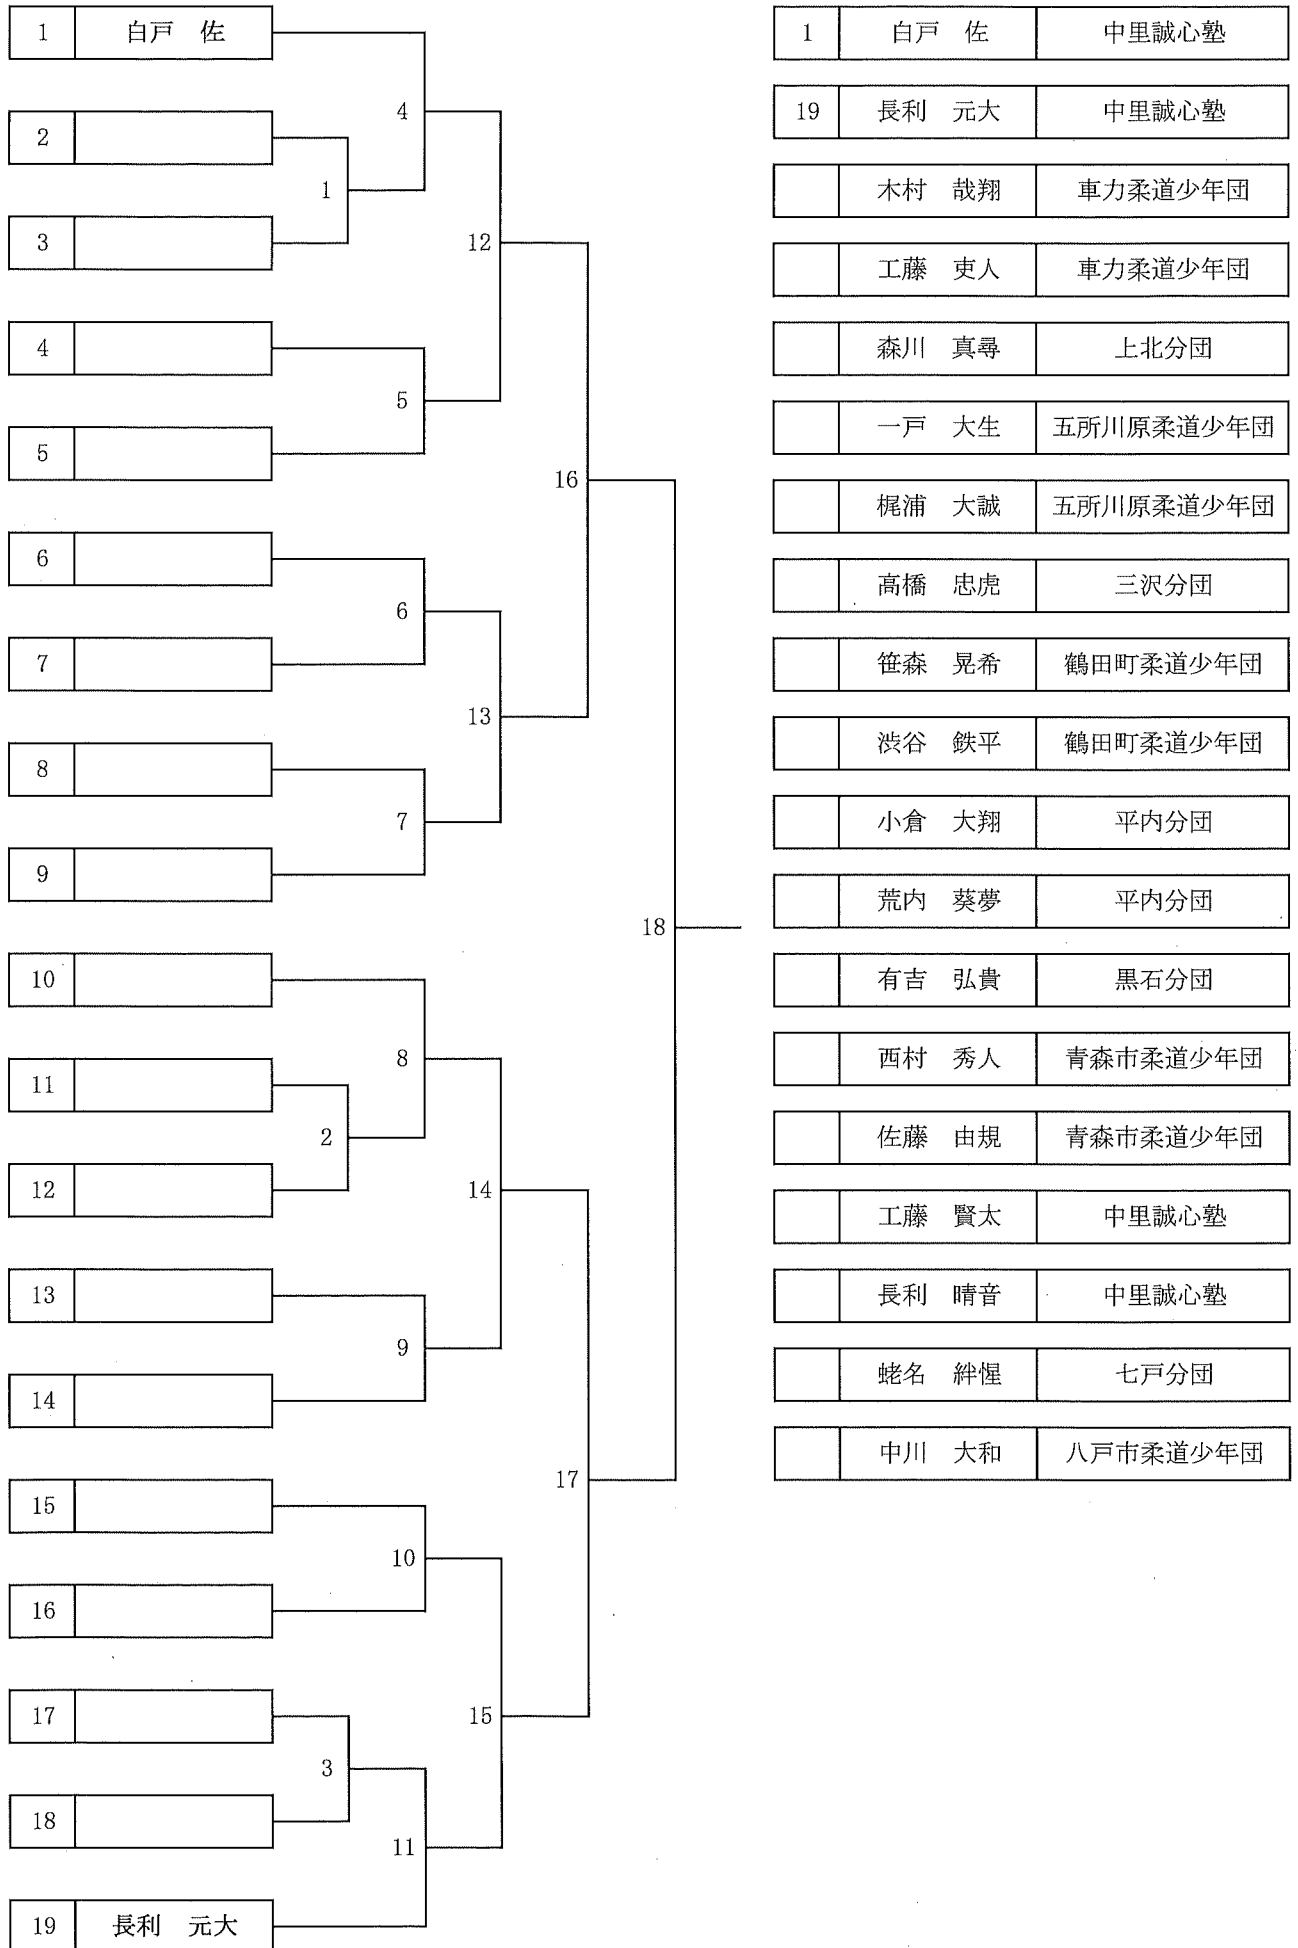 1 白戸 佐
4
2
1
3
12
4
5
5
16
6
6
7
13
8
7
9
18
10
8
11
2
12
14
13
9
14
17
15
10
16
17
15
3
18
11
19 長利 元大
1 白戸 佐 中里誠心塾
19 長利 元大 中里誠心塾
木村 哉翔 車力柔道少年団
工藤 吏人 車力柔道少年団
森川 真尋 上北分団
一戸 大生 五所川原柔道少年団
梶浦 大誠 五所川原柔道少年団
高橋 忠虎 三沢分団
笹森 晃希 鶴田町柔道少年団
渋谷 鉄平 鶴田町柔道少年団
小倉 大翔 平内分団
荒内 葵夢 平内分団
有吉 弘貴 黒石分団
西村 秀人 青森市柔道少年団
佐藤 由規 青森市柔道少年団
工藤 賢太 中里誠心塾
長利 晴音 中里誠心塾
蛯名 絆惺 七戸分団
中川 大和 八戸市柔道少年団